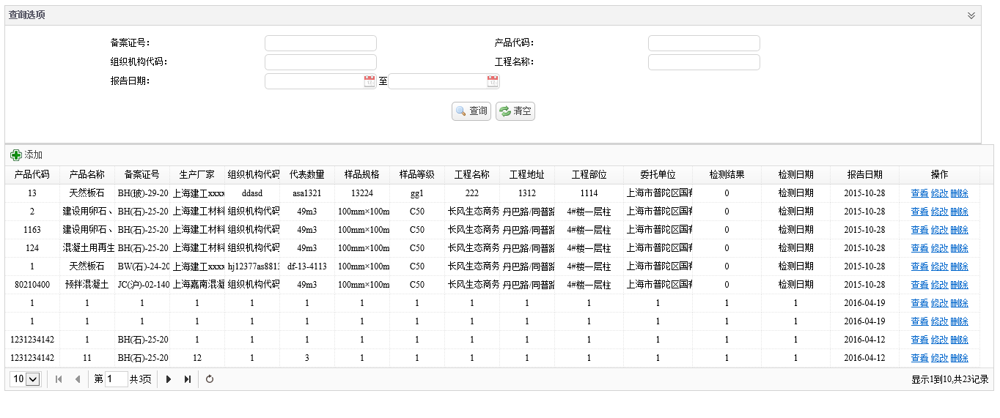 查询选项
备案证号： 产品代码：
组织机构代码： 工程名称：
报告日期： 至
查询 清空
添加
产品代码 产品名称 备案证号 生产厂家 组织机构代码 代表数量 样品规格 样品等级 工程名称 工程地址 工程部位 委托单位 检测结果 检测日期 报告日期 操作
13 天然板石 BH(玻)-29-20 上海建工xxxx ddasd asa1321 13224 gg1 222 1312 1114 上海市普陀区国有 0 检测日期 2015-10-28 查看 修改 删除
2 建设用卵石、 BH(石)-25-20 上海建工材料 组织机构代码 49m3 100mm×100m C50 长风生态商务 丹巴路/同普路 4#楼一层柱 上海市普陀区国有 0 检测日期 2015-10-28 查看 修改 删除
1163 建设用卵石、 BH(石)-25-20 上海建工材料 组织机构代码 49m3 100mm×100m C50 长风生态商务 丹巴路/同普路 4#楼一层柱 上海市普陀区国有 0 检测日期 2015-10-28 查看 修改 删除
124 混凝土用再生 BH(石)-25-20 上海建工材料 组织机构代码 49m3 100mm×100m C50 长风生态商务 丹巴路/同普路 4#楼一层柱 上海市普陀区国有 0 检测日期 2015-10-28 查看 修改 删除
1 天然板石 BW(石)-24-20 上海建工xxxx hj12377as8813 df-13-4113 100mm×100m C50 长风生态商务 丹巴路/同普路 4#楼一层柱 上海市普陀区国有 0 检测日期 2015-10-28 查看 修改 删除
80210400 预拌混凝土 JC(沪)-02-140 上海嘉南混凝 组织机构代码 49m3 100mm×100m C50 长风生态商务 丹巴路/同普路 4#楼一层柱 上海市普陀区国有 0 检测日期 2015-10-28 查看 修改 删除
1 1 1 1 1 1 1 1 1 1 1 1 1 1 2016-04-19 查看 修改 删除
1 1 1 1 1 1 1 1 1 1 1 1 1 1 2016-04-19 查看 修改 删除
1231234142 1 BH(石)-25-20 1 1 1 1 1 1 1 1 1 1 1 2016-04-12 查看 修改 删除
1231234142 11 BH(石)-25-20 12 1 3 1 1 1 1 1 1 1 1 2016-04-12 查看 修改 删除
10 第 1 共3页 显示1到10,共23记录